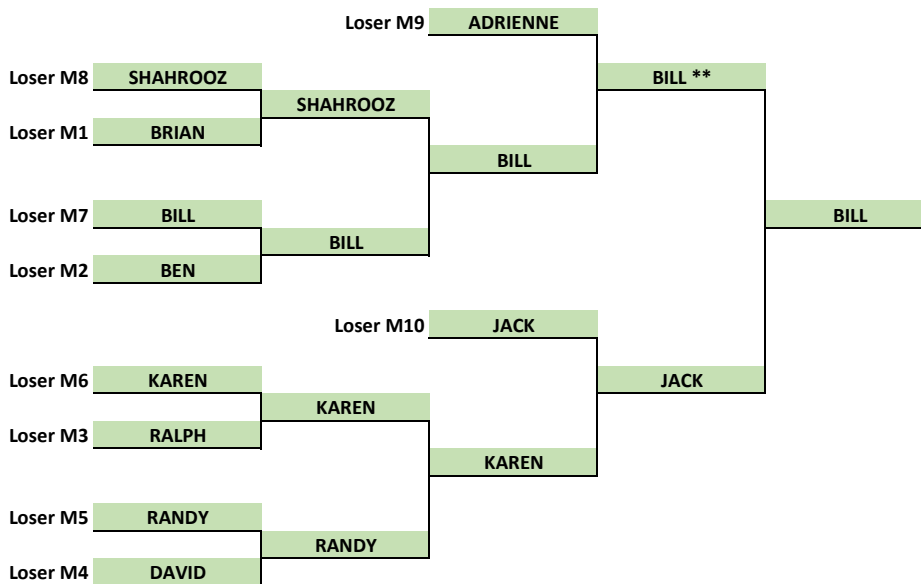 Loser M9 ADRIENNE
Loser M8 SHAHROOZ BILL **
SHAHROOZ
Loser M1 BRIAN
BILL
Loser M7 BILL BILL
BILL
Loser M2 BEN
Loser M10 JACK
Loser M6 KAREN JACK
KAREN
Loser M3 RALPH
KAREN
Loser M5 RANDY
RANDY
Loser M4 DAVID